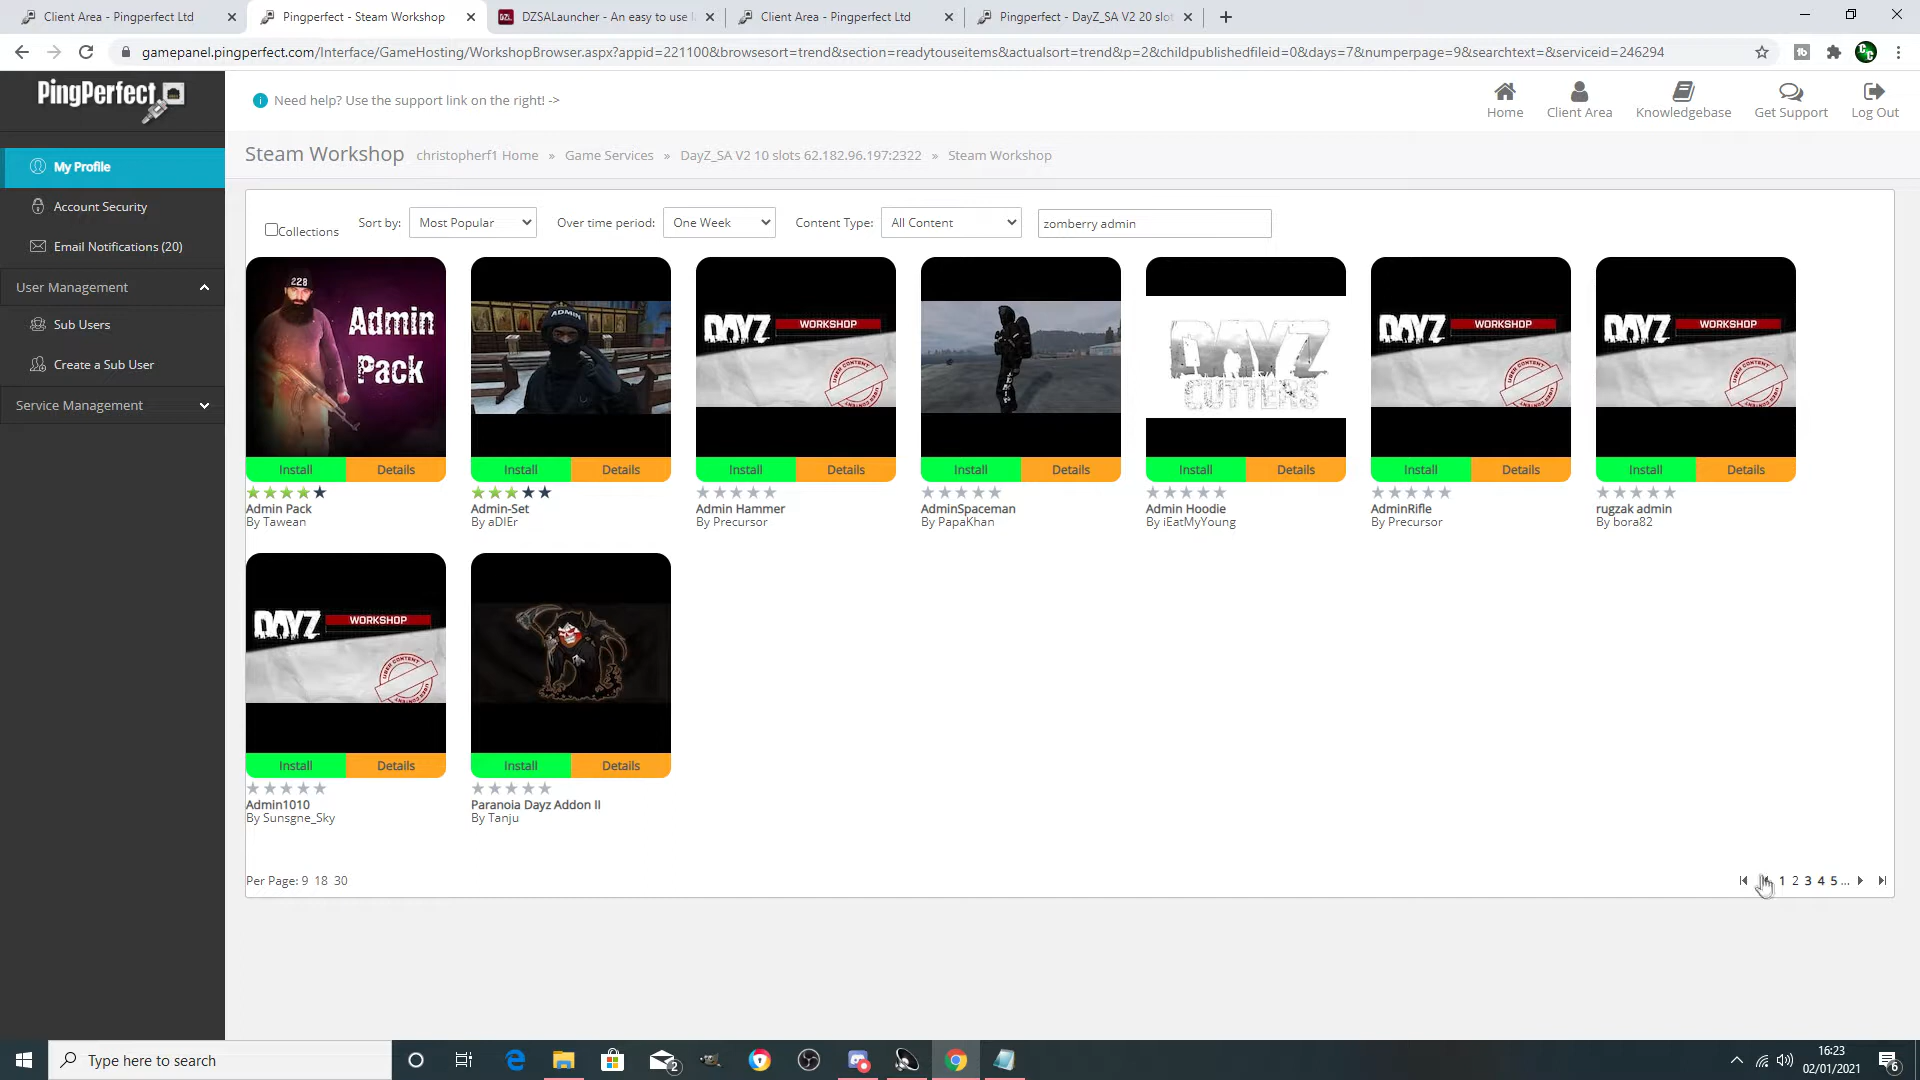 Client Area - Pingperfect Ltd
Pingperfect - Steam Workshop
DZSALauncher - An easy to use l
Client Area - Pingperfect Ltd
Pingperfect - DayZ_SA V2 20 slot
gamepanel.pingperfect.com/Interface/GameHosting/WorkshopBrowser.aspx?appid=221100&browsesort=trend&section=readytouseitems&actualsort=trend&p=2&childpublishedfileid=0&days=7&numperpage=9&searchtext=&serviceid=246294
PingPerfect
Need help? Use the support link on the right! ->
Home
Client Area
Knowledgebase
Get Support
Log Out
Steam Workshop christopherf1 Home » Game Services » DayZ_SA V2 10 slots 62.182.96.197:2322 » Steam Workshop
My Profile
Account Security
Email Notifications (20)
User Management
Sub Users
Create a Sub User
Service Management
Collections Sort by: Most Popular Over time period: One Week Content Type: All Content zomberry admin
228
Admin Pack
ADMIN
DAYZ WORKSHOP
DAYZ CUTTERS
DAYZ WORKSHOP
DAYZ WORKSHOP
Install Details Install Details Install Details Install Details Install Details Install Details Install Details
Admin Pack
By Tawean
Admin-Set
By aDIEr
Admin Hammer
By Precursor
AdminSpaceman
By PapaKhan
Admin Hoodie
By iEatMyYoung
AdminRifle
By Precursor
rugzak admin
By bora82
DAYZ WORKSHOP
Install Details Install Details
Admin1010
By Sunsgne_Sky
Paranoia Dayz Addon II
By Tanju
Per Page: 9 18 30
1 2 3 4 5 ...
Type here to search
2
16:23
02/01/2021
6